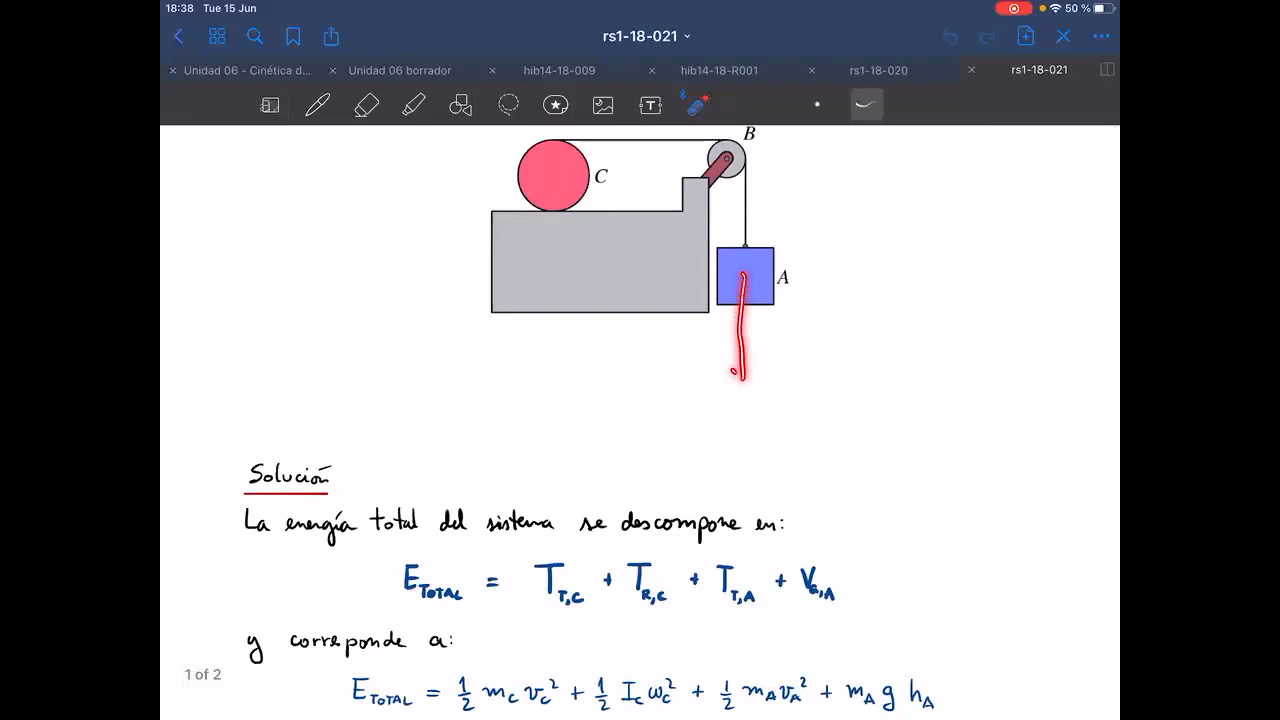 18:38 Tue 15 Jun
50 %
rs1-18-021
Unidad 06 - Cinética d...
Unidad 06 borrador
hib14-18-009
hib14-18-R001
rs1-18-020
rs1-18-021
B
C
A
Solución
La energía total del sistema se descompone en:
E_TOTAL = T_T,C + T_R,C + T_T,A + V_G,A
y corresponde a:
1 of 2
E_TOTAL = 1/2 m_C v_C² + 1/2 I_C ω_C² + 1/2 m_A v_A² + m_A g h_A